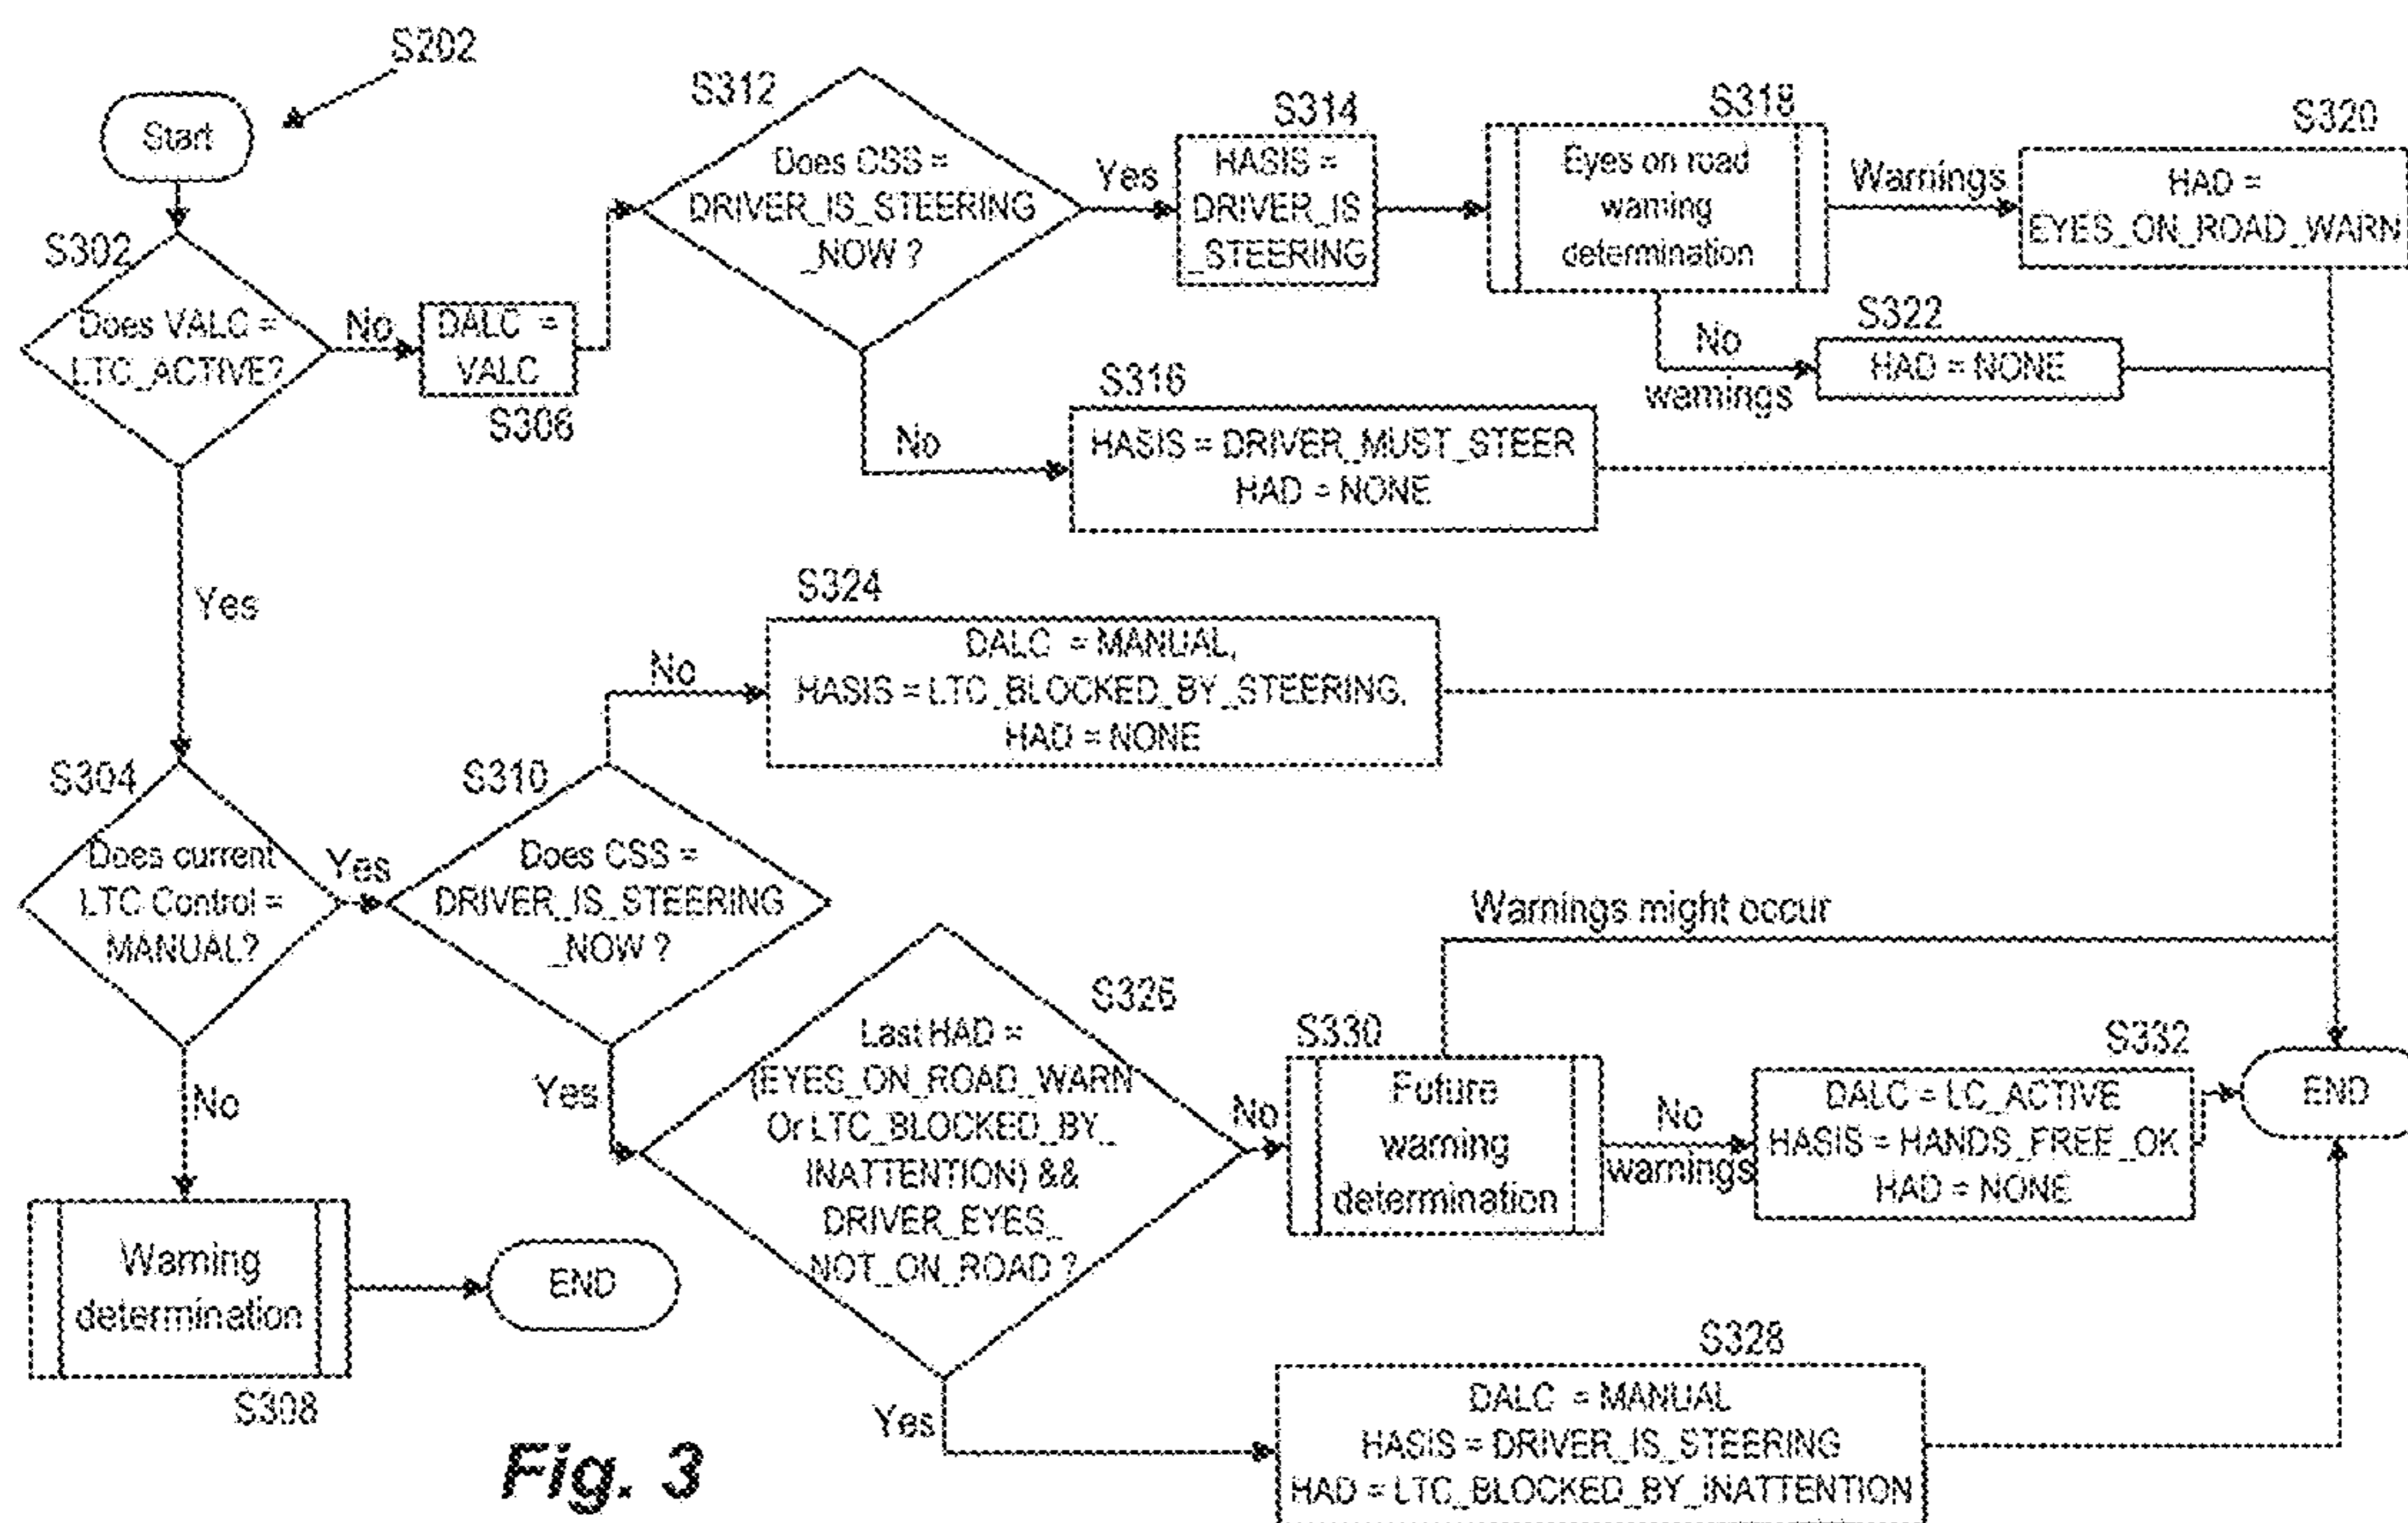 S202
Start
S302
Does VALC =
LTC_ACTIVE?
No
DALC =
VALC
S306
S312
Does CSS =
DRIVER_IS_STEERING
_NOW ?
Yes
S314
HASIS =
DRIVER_IS
_STEERING
S318
Eyes on road
warning
determination
Warnings
S320
HAD =
EYES_ON_ROAD_WARN
No
warnings
S322
HAD = NONE
No
S316
HASIS = DRIVER_MUST_STEER
HAD = NONE
Yes
S324
DALC = MANUAL,
HASIS = LTC_BLOCKED_BY_STEERING,
HAD = NONE
No
S304
Does current
LTC Control =
MANUAL?
Yes
S310
Does CSS =
DRIVER_IS_STEERING
_NOW ?
Yes
S326
Last HAD =
(EYES_ON_ROAD_WARN
Or LTC_BLOCKED_BY_
INATTENTION) &&
DRIVER_EYES_
NOT_ON_ROAD ?
No
Warnings might occur
S330
Future
warning
determination
No
warnings
S332
DALC = LC_ACTIVE
HASIS = HANDS_FREE_OK
HAD = NONE
END
No
Warning
determination
S308
END
Yes
S328
DALC = MANUAL
HASIS = DRIVER_IS_STEERING
HAD = LTC_BLOCKED_BY_INATTENTION
Fig. 3